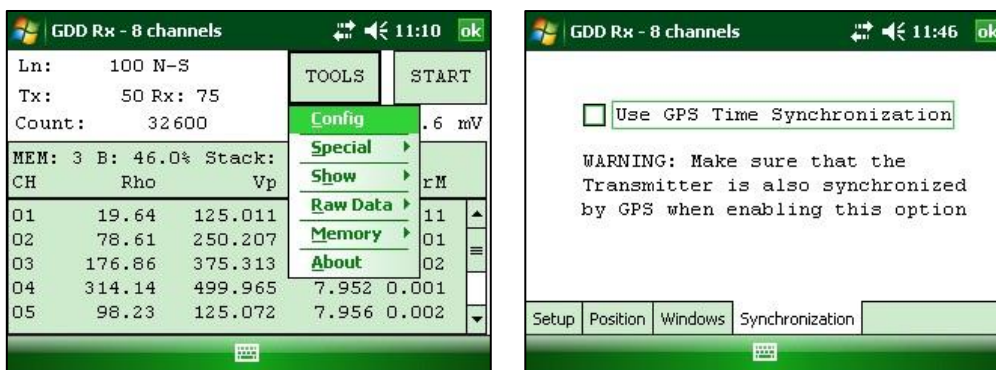 GDD Rx - 8 channels 11:10 ok
Ln: 100 N-S
TOOLS START
Tx: 50 Rx: 75
Count: 32600 .6 mV
MEM: 3 B: 46.0% Stack:
CH Rho Vp rM
01 19.64 125.011 11
02 78.61 250.207 01
03 176.86 375.313 02
04 314.14 499.965 7.952 0.001
05 98.23 125.072 7.956 0.002
Config
Special
Show
Raw Data
Memory
About
GDD Rx - 8 channels 11:46 ok
Use GPS Time Synchronization
WARNING: Make sure that the
Transmitter is also synchronized
by GPS when enabling this option
Setup Position Windows Synchronization